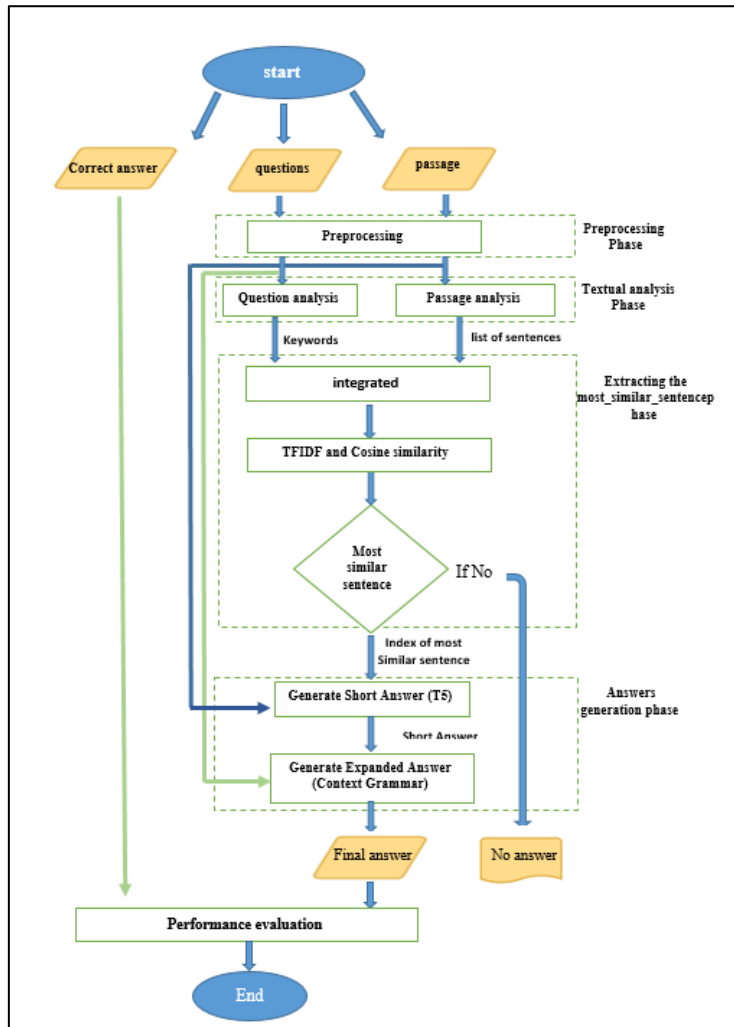 start
Correct answer
questions
passage
Preprocessing
Preprocessing
Phase
Question analysis
Passage analysis
Textual analysis
Phase
Keywords
list of sentences
integrated
Extracting the
most_similar_sentencep
hase
TFIDF and Cosine similarity
Most
similar
sentence
If No
Index of most
Similar sentence
Generate Short Answer (T5)
Answers
generation phase
Short Answer
Generate Expanded Answer
(Context Grammar)
Final answer
No answer
Performance evaluation
End